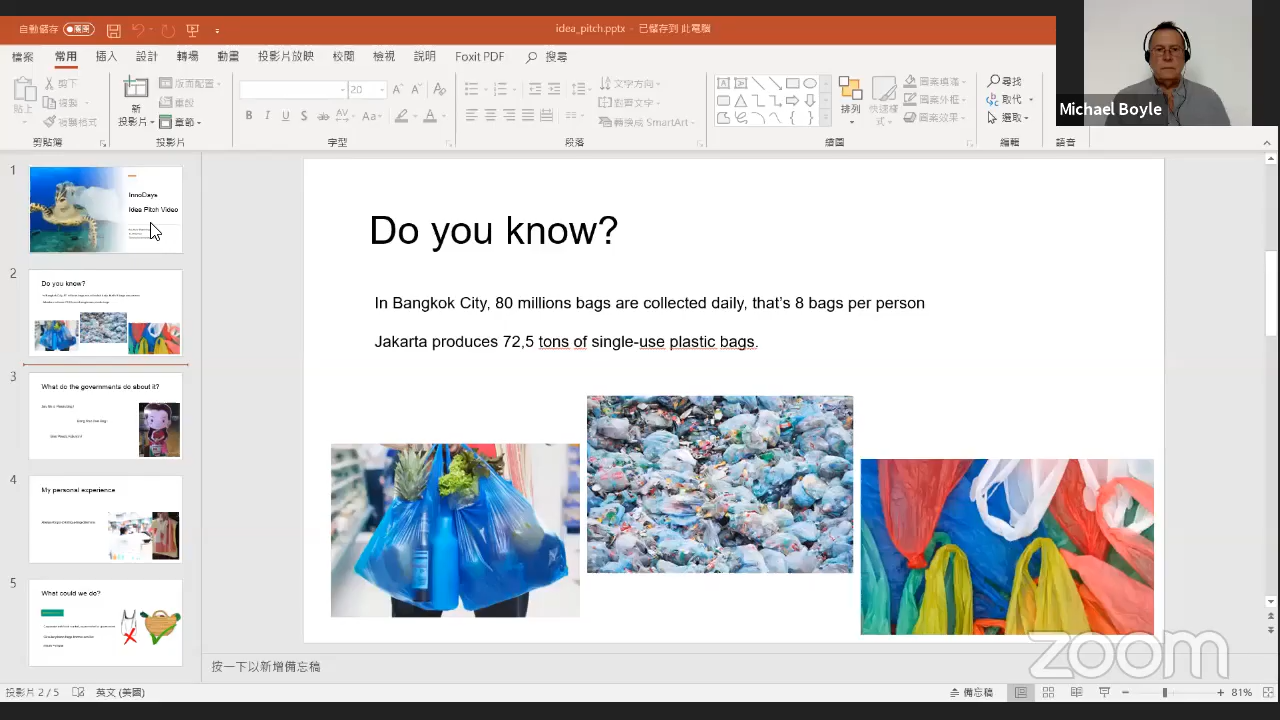 自動儲存
idea_pitch.pptx - 已儲存到 此電腦
檔案 常用 插入 設計 轉場 動畫 投影片放映 校閱 檢視 說明 Foxit PDF 搜尋
貼上
剪下
複製
複製格式
剪貼簿
新
投影片
版面配置
重設
章節
投影片
20
B I U S ab AV Aa A A
字型
文字方向
對齊文字
轉換成 SmartArt
段落
排列
快速樣式
圖案填滿
圖案外框
圖案效果
繪圖
尋找
取代
選取
編輯
語音
Michael Boyle
1
InnoDays
Idea Pitch Video
2
Do you know?
3
What do the governments do about it?
4
My personal experience
5
What could we do?
Do you know?
In Bangkok City, 80 millions bags are collected daily, that's 8 bags per person
Jakarta produces 72,5 tons of single-use plastic bags.
按一下以新增備忘稿
zoom
投影片 2 / 5 英文 (美國) 備忘稿 81%